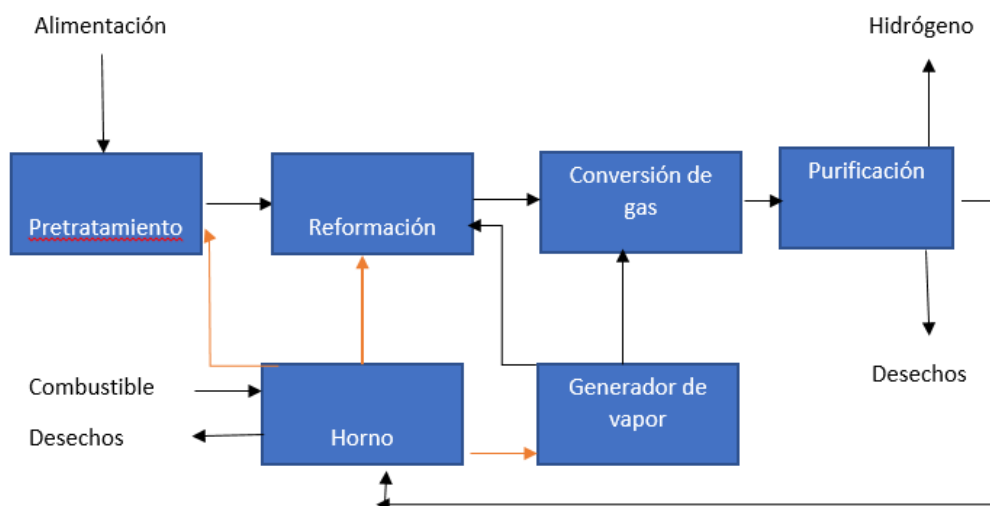 Alimentación
Hidrógeno
Pretratamiento
Reformación
Conversión de
gas
Purificación
Combustible
Desechos
Horno
Generador de
vapor
Desechos